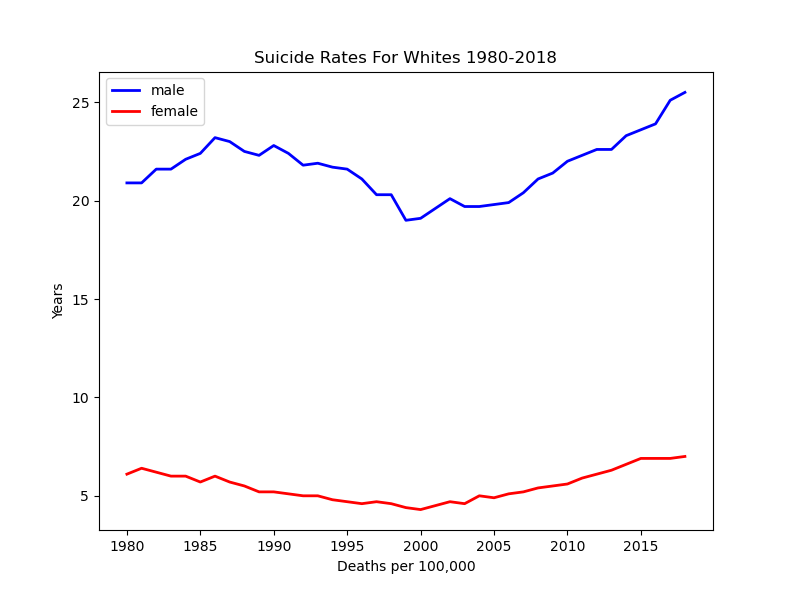 Suicide Rates For Whites 1980-2018
male
female
25
20
15
10
5
Years
1980 1985 1990 1995 2000 2005 2010 2015
Deaths per 100,000